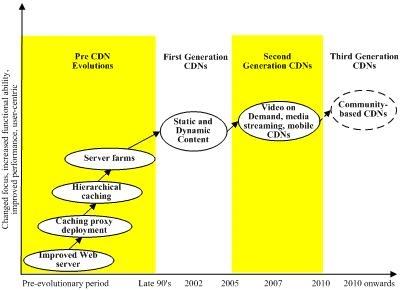 Changed focus, increased functional ability,
improved performance, user-centric
Pre CDN
Evolutions
First Generation
CDNs
Second
Generation CDNs
Third Generation
CDNs
Community-
based CDNs
Video on
Demand, media
streaming, mobile
CDNs
Static and
Dynamic
Content
Server farms
Hierarchical
caching
Caching proxy
deployment
Improved Web
server
Pre-evolutionary period
Late 90's
2002
2005
2007
2010
2010 onwards